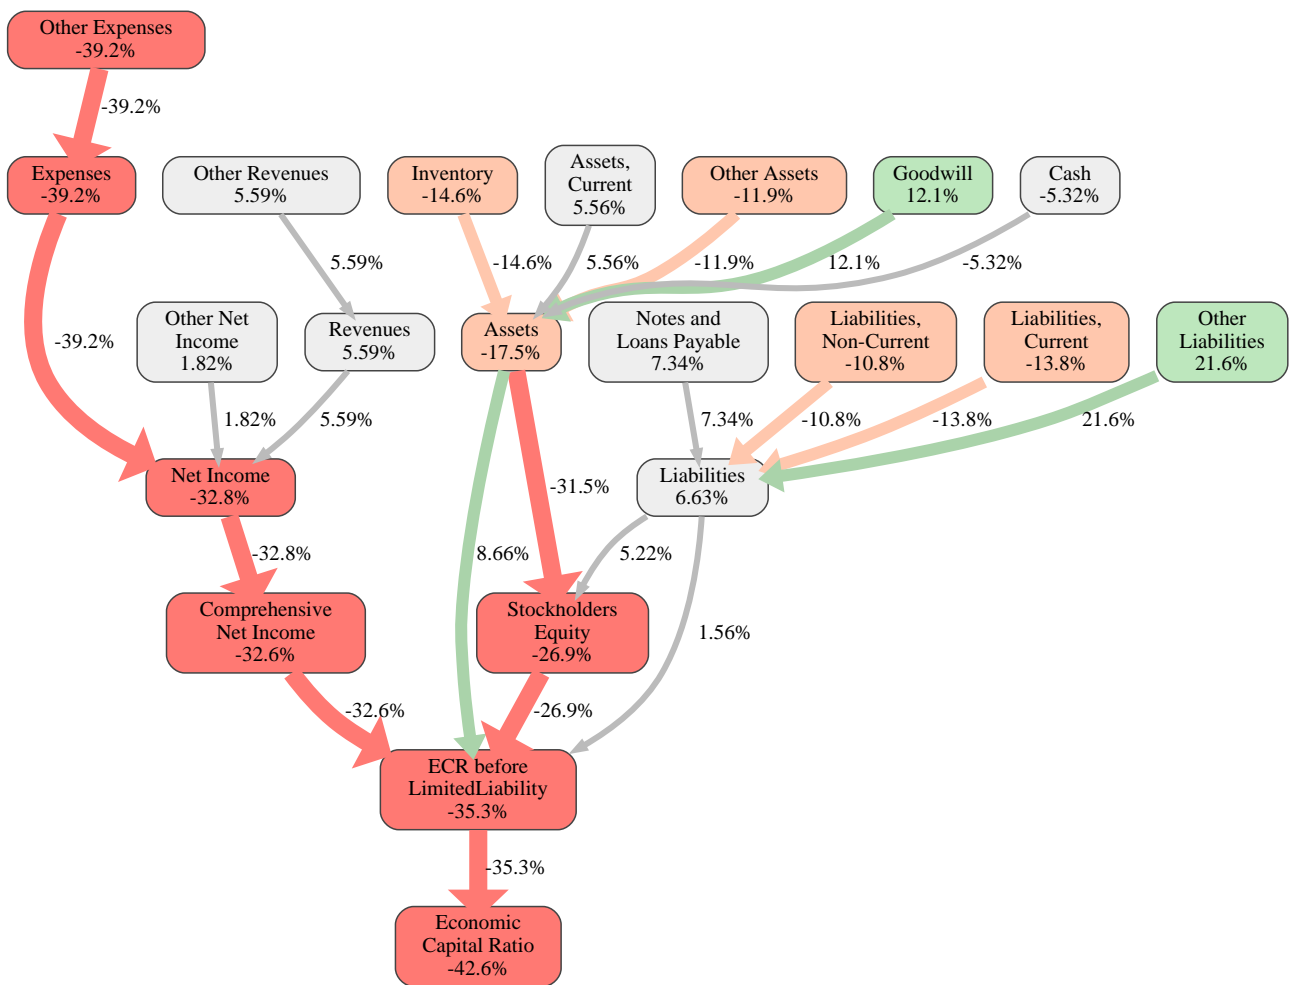 Other Expenses
-39.2%
-39.2%
Expenses
-39.2%
Other Revenues
5.59%
Inventory
-14.6%
Assets,
Current
5.56%
Other Assets
-11.9%
Goodwill
12.1%
Cash
-5.32%
5.59%
-14.6%
5.56%
-11.9%
12.1%
-5.32%
-39.2%
Other Net
Income
1.82%
Revenues
5.59%
Assets
-17.5%
Notes and
Loans Payable
7.34%
Liabilities,
Non-Current
-10.8%
Liabilities,
Current
-13.8%
Other
Liabilities
21.6%
1.82%
5.59%
7.34%
-10.8%
-13.8%
21.6%
Net Income
-32.8%
-31.5%
Liabilities
6.63%
-32.8%
8.66%
5.22%
1.56%
Comprehensive
Net Income
-32.6%
Stockholders
Equity
-26.9%
-32.6%
-26.9%
ECR before
LimitedLiability
-35.3%
-35.3%
Economic
Capital Ratio
-42.6%